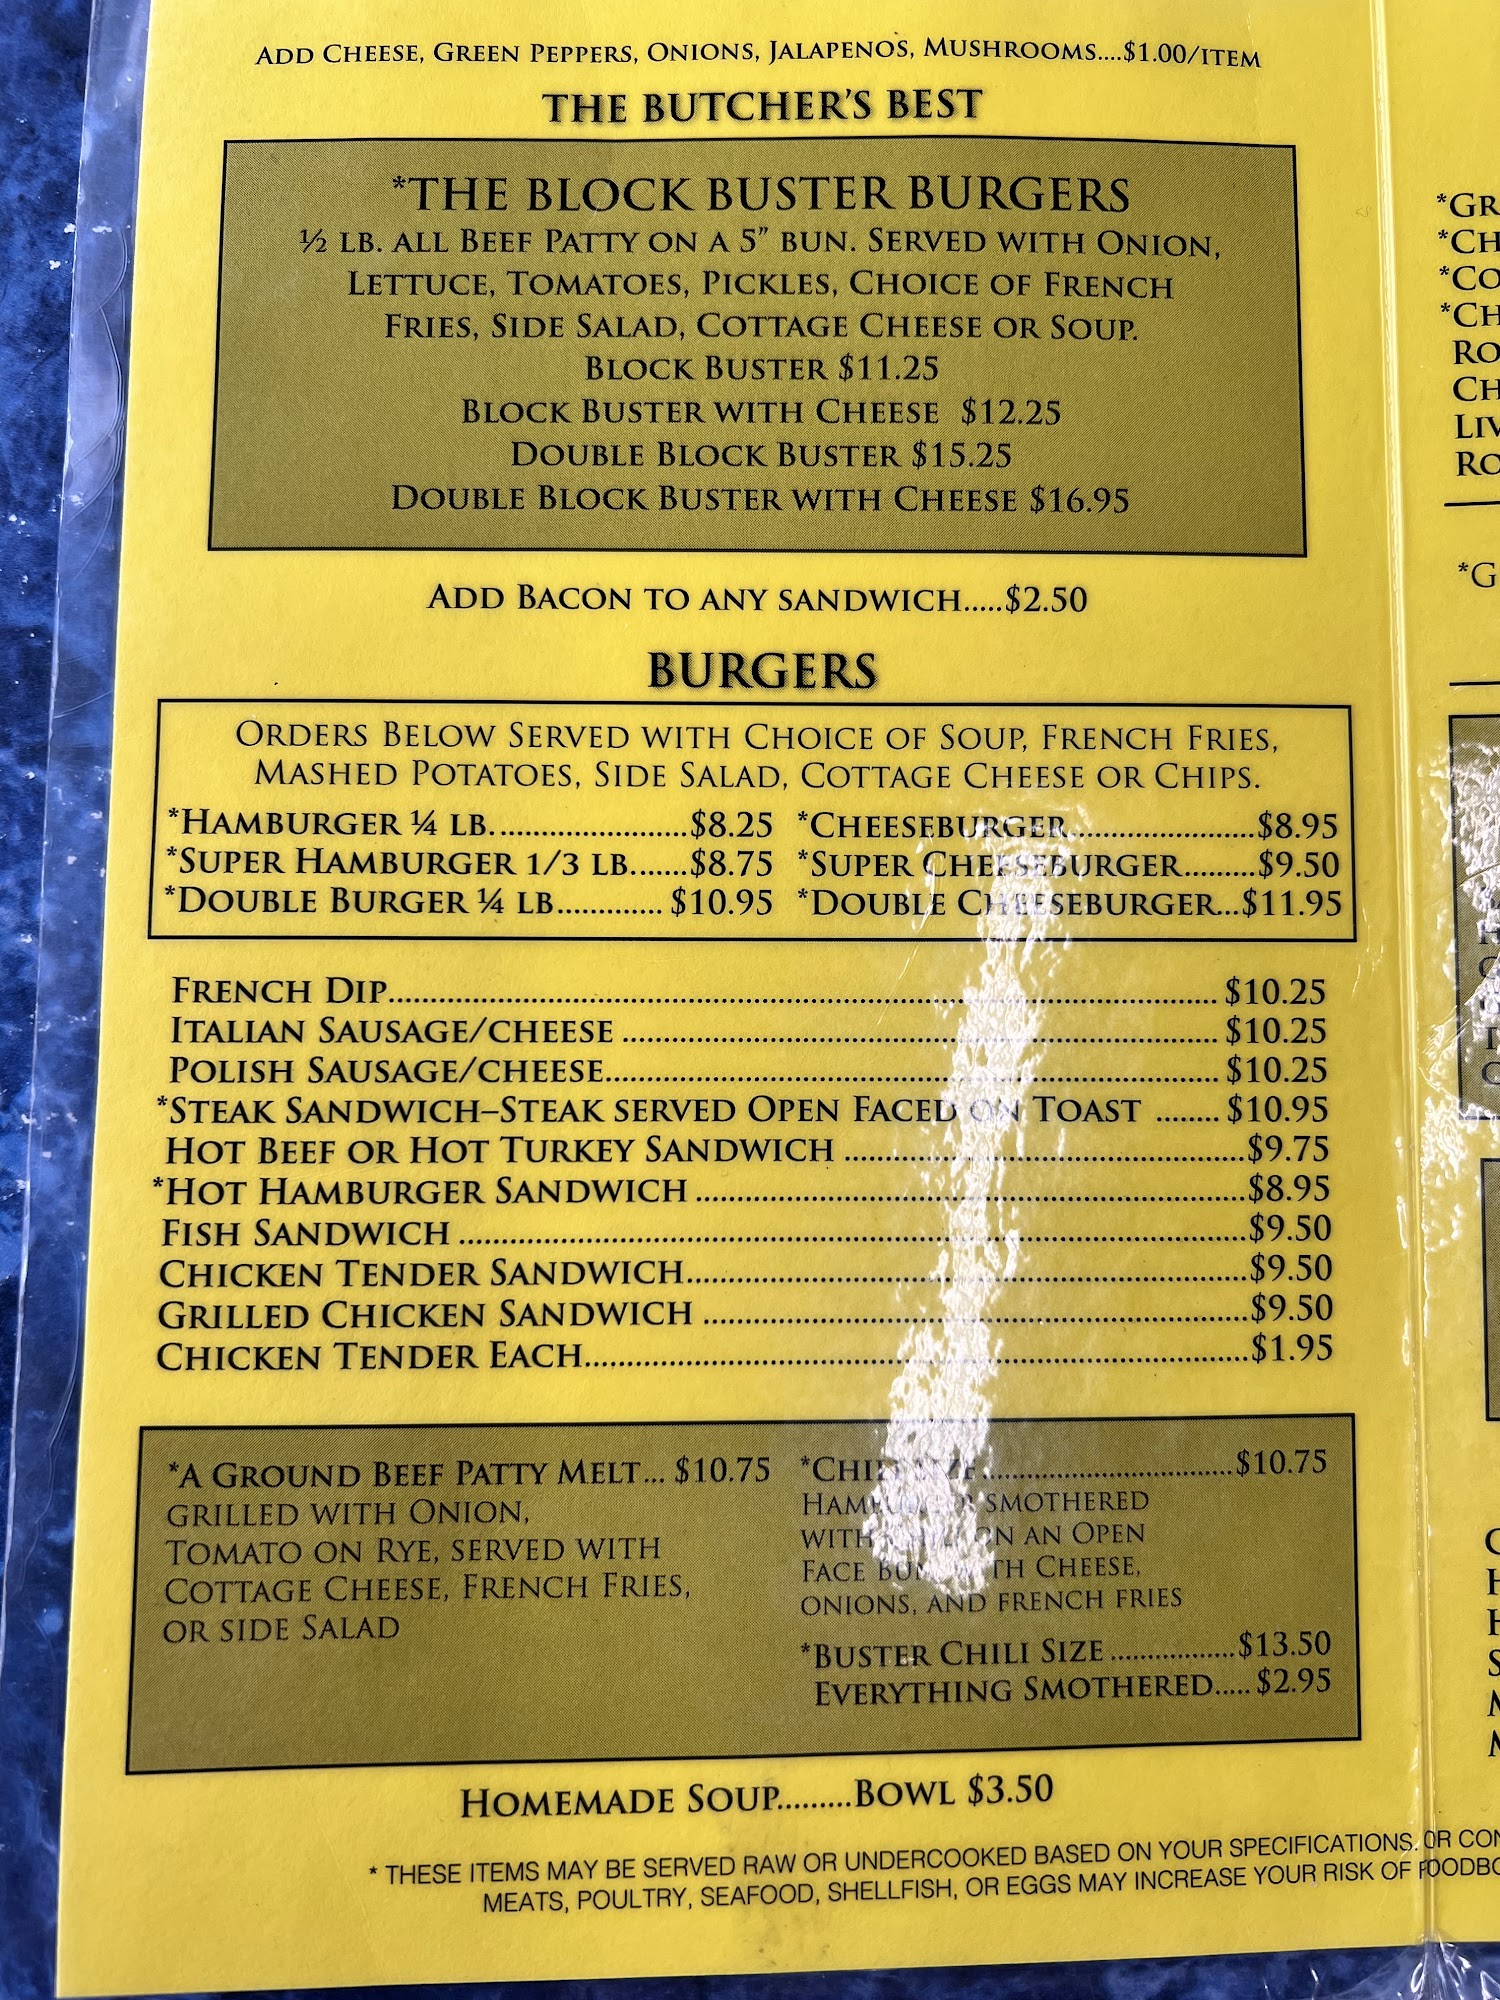 ADD CHEESE, GREEN PEPPERS, ONIONS, JALAPENOS, MUSHROOMS....$1.00/ITEM
THE BUTCHER'S BEST
*THE BLOCK BUSTER BURGERS
½ LB. ALL BEEF PATTY ON A 5” BUN. SERVED WITH ONION,
LETTUCE, TOMATOES, PICKLES, CHOICE OF FRENCH
FRIES, SIDE SALAD, COTTAGE CHEESE OR SOUP.
BLOCK BUSTER $11.25
BLOCK BUSTER WITH CHEESE $12.25
DOUBLE BLOCK BUSTER $15.25
DOUBLE BLOCK BUSTER WITH CHEESE $16.95
ADD BACON TO ANY SANDWICH.....$2.50
BURGERS
ORDERS BELOW SERVED WITH CHOICE OF SOUP, FRENCH FRIES,
MASHED POTATOES, SIDE SALAD, COTTAGE CHEESE OR CHIPS.
*HAMBURGER ¼ LB.......................$8.25 *CHEESEBURGER......................$8.95
*SUPER HAMBURGER 1/3 LB.......$8.75 *SUPER CHEESEBURGER.........$9.50
*DOUBLE BURGER ¼ LB............. $10.95 *DOUBLE CHEESEBURGER...$11.95
FRENCH DIP.......................................................................................... $10.25
ITALIAN SAUSAGE/CHEESE ................................................................. $10.25
POLISH SAUSAGE/CHEESE.................................................................. $10.25
*STEAK SANDWICH–STEAK SERVED OPEN FACED ON TOAST ........ $10.95
HOT BEEF OR HOT TURKEY SANDWICH ...........................................$9.75
*HOT HAMBURGER SANDWICH ...........................................................$8.95
FISH SANDWICH .....................................................................................$9.50
CHICKEN TENDER SANDWICH............................................................$9.50
GRILLED CHICKEN SANDWICH ..........................................................$9.50
CHICKEN TENDER EACH.......................................................................$1.95
*A GROUND BEEF PATTY MELT... $10.75
GRILLED WITH ONION,
TOMATO ON RYE, SERVED WITH
COTTAGE CHEESE, FRENCH FRIES,
OR SIDE SALAD
*CHILI SIZE..............................$10.75
HAMBURGER SMOTHERED
WITH CHILI ON AN OPEN
FACE BUN WITH CHEESE,
ONIONS, AND FRENCH FRIES
*BUSTER CHILI SIZE ..................$13.50
EVERYTHING SMOTHERED..... $2.95
HOMEMADE SOUP.........BOWL $3.50
* THESE ITEMS MAY BE SERVED RAW OR UNDERCOOKED BASED ON YOUR SPECIFICATIONS. OR
MEATS, POULTRY, SEAFOOD, SHELLFISH, OR EGGS MAY INCREASE YOUR RISK OF